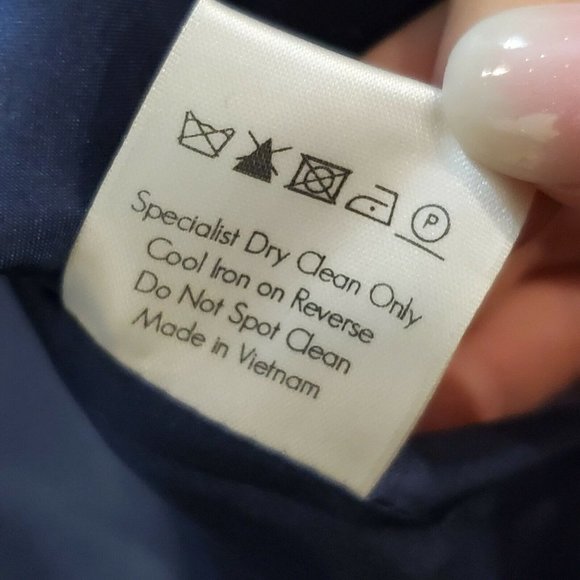 P
Specialist Dry Clean Only
Cool Iron on Reverse
Do Not Spot Clean
Made in Vietnam